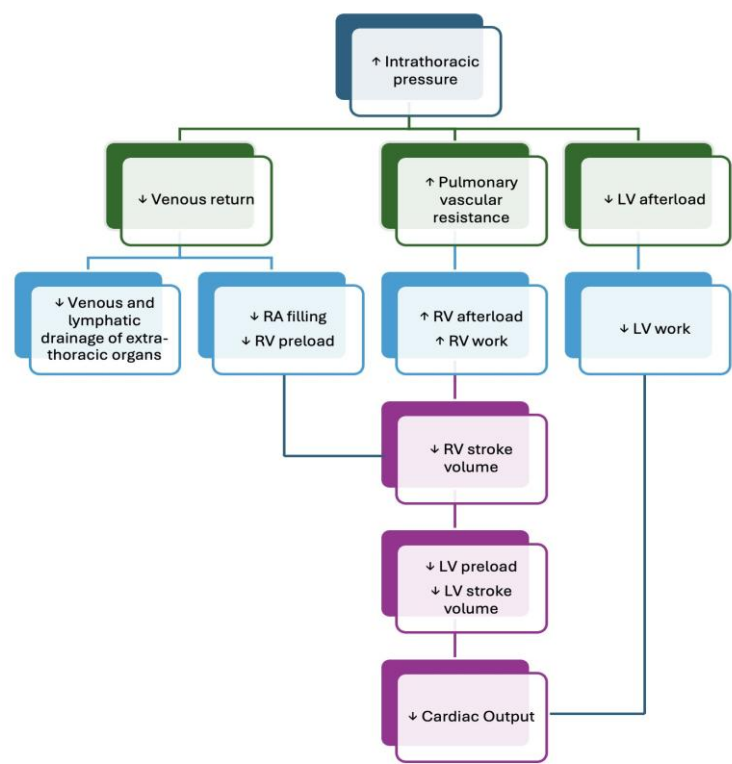 ↑ Intrathoracic
pressure
↓ Venous return
↑ Pulmonary
vascular
resistance
↓ LV afterload
↓ Venous and
lymphatic
drainage of extra-
thoracic organs
↓ RA filling
↓ RV preload
↑ RV afterload
↑ RV work
↓ LV work
↓ RV stroke
volume
↓ LV preload
↓ LV stroke
volume
↓ Cardiac Output